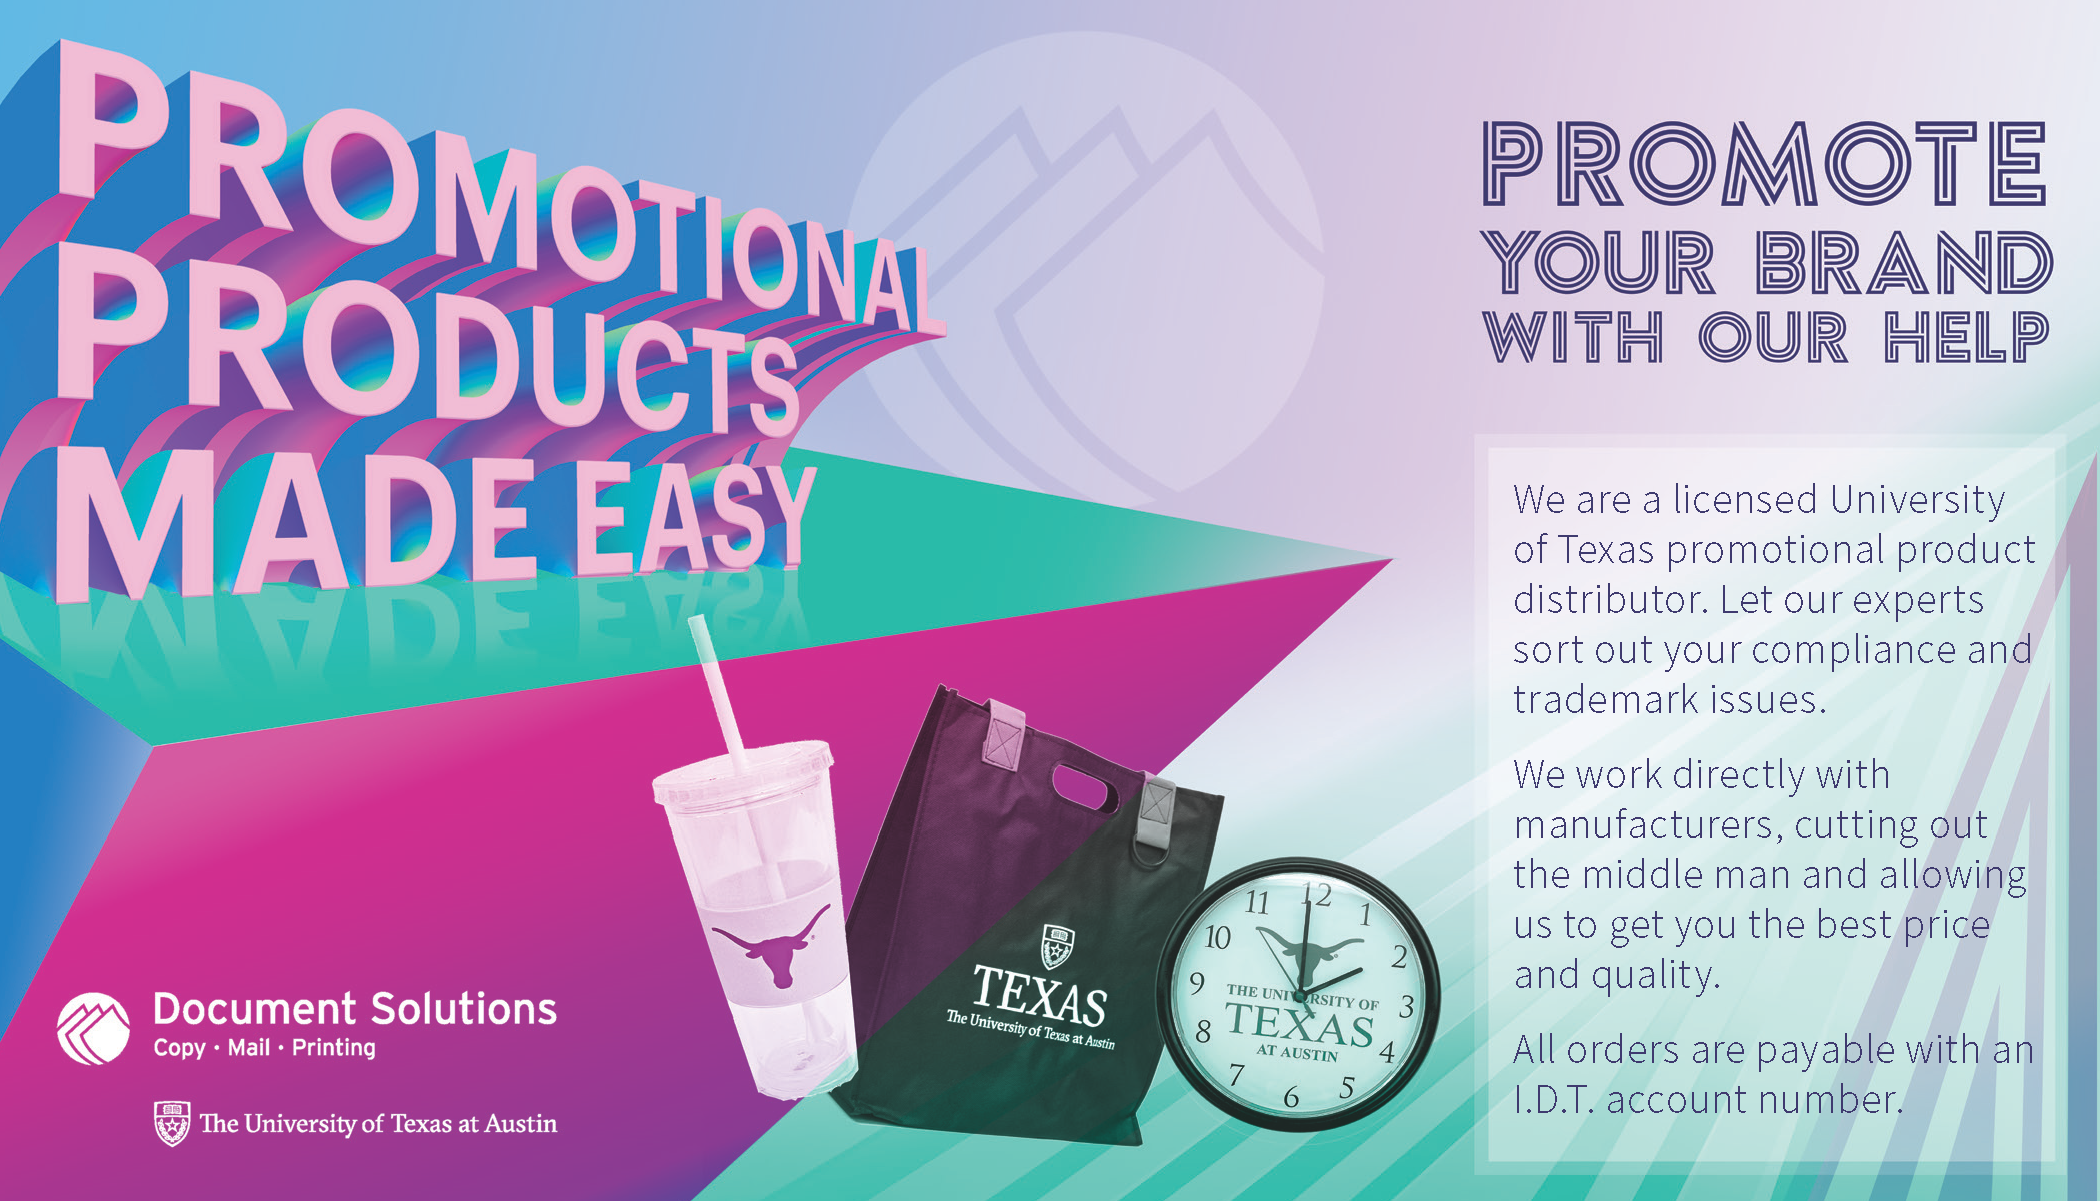 PROMOTIONAL
PRODUCTS
MADE EASY
PROMOTE
YOUR BRAND
WITH OUR HELP
We are a licensed University
of Texas promotional product
distributor. Let our experts
sort out your compliance and
trademark issues.
We work directly with
manufacturers, cutting out
the middle man and allowing
us to get you the best price
and quality.
All orders are payable with an
I.D.T. account number.
TEXAS
The University of Texas at Austin
11 12 1
10 2
9 3
8 4
7 6 5
THE UNIVERSITY OF
TEXAS
AT AUSTIN
Document Solutions
Copy · Mail · Printing
The University of Texas at Austin